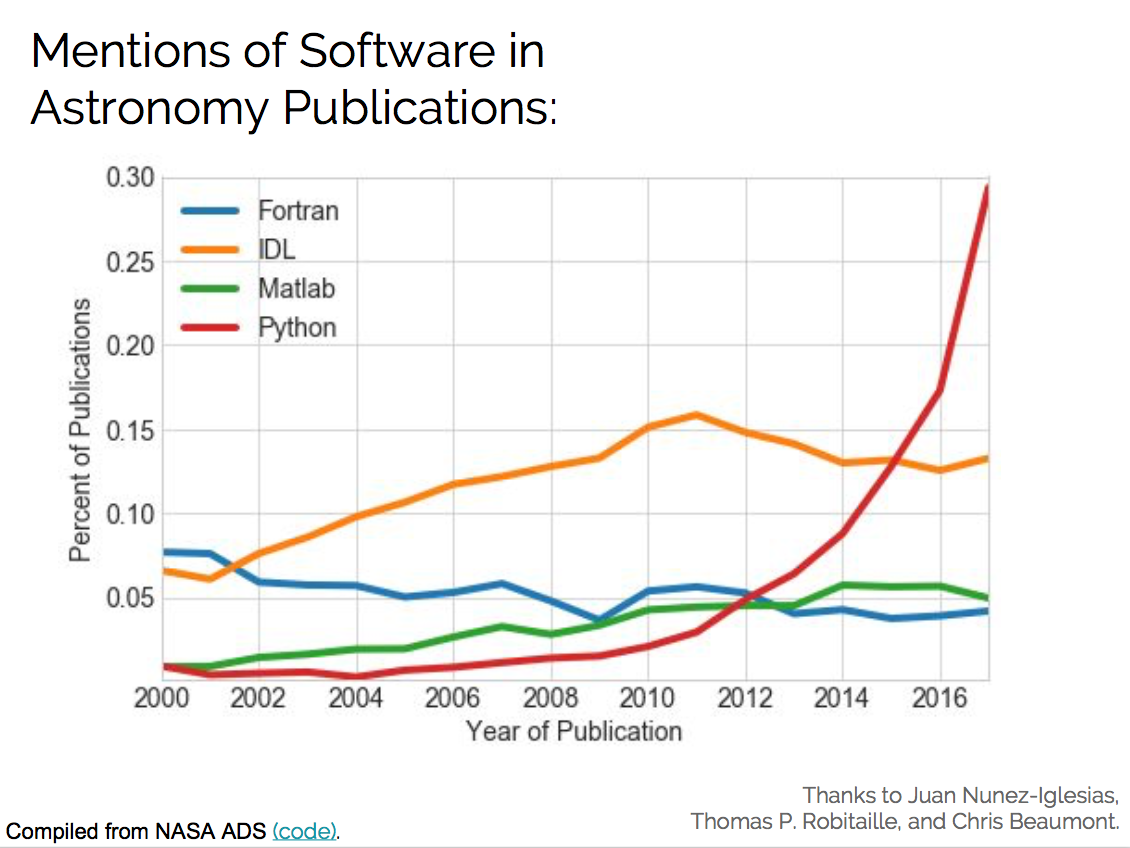 Mentions of Software in
Astronomy Publications:
0.30
0.25
0.20
0.15
0.10
0.05
Percent of Publications
Fortran
IDL
Matlab
Python
2000 2002 2004 2006 2008 2010 2012 2014 2016
Year of Publication
Thanks to Juan Nunez-Iglesias,
Thomas P. Robitaille, and Chris Beaumont.
Compiled from NASA ADS (code).